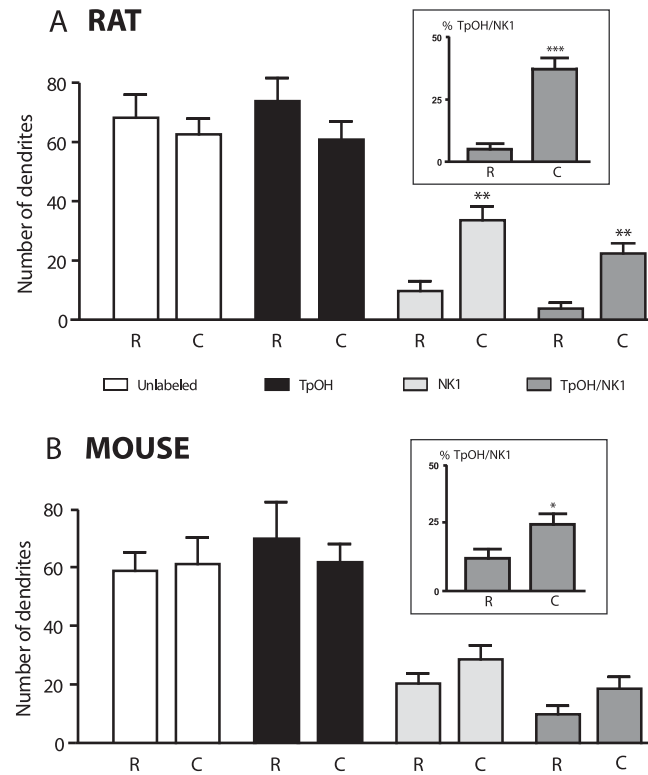 A RAT
% TpOH/NK1
50
***
25
0
R C
80
60
40
20
0
Number of dendrites
** **
R C R C R C R C
Unlabeled TpOH NK1 TpOH/NK1
B MOUSE
% TpOH/NK1
50
*
25
0
R C
80
60
40
20
0
Number of dendrites
R C R C R C R C